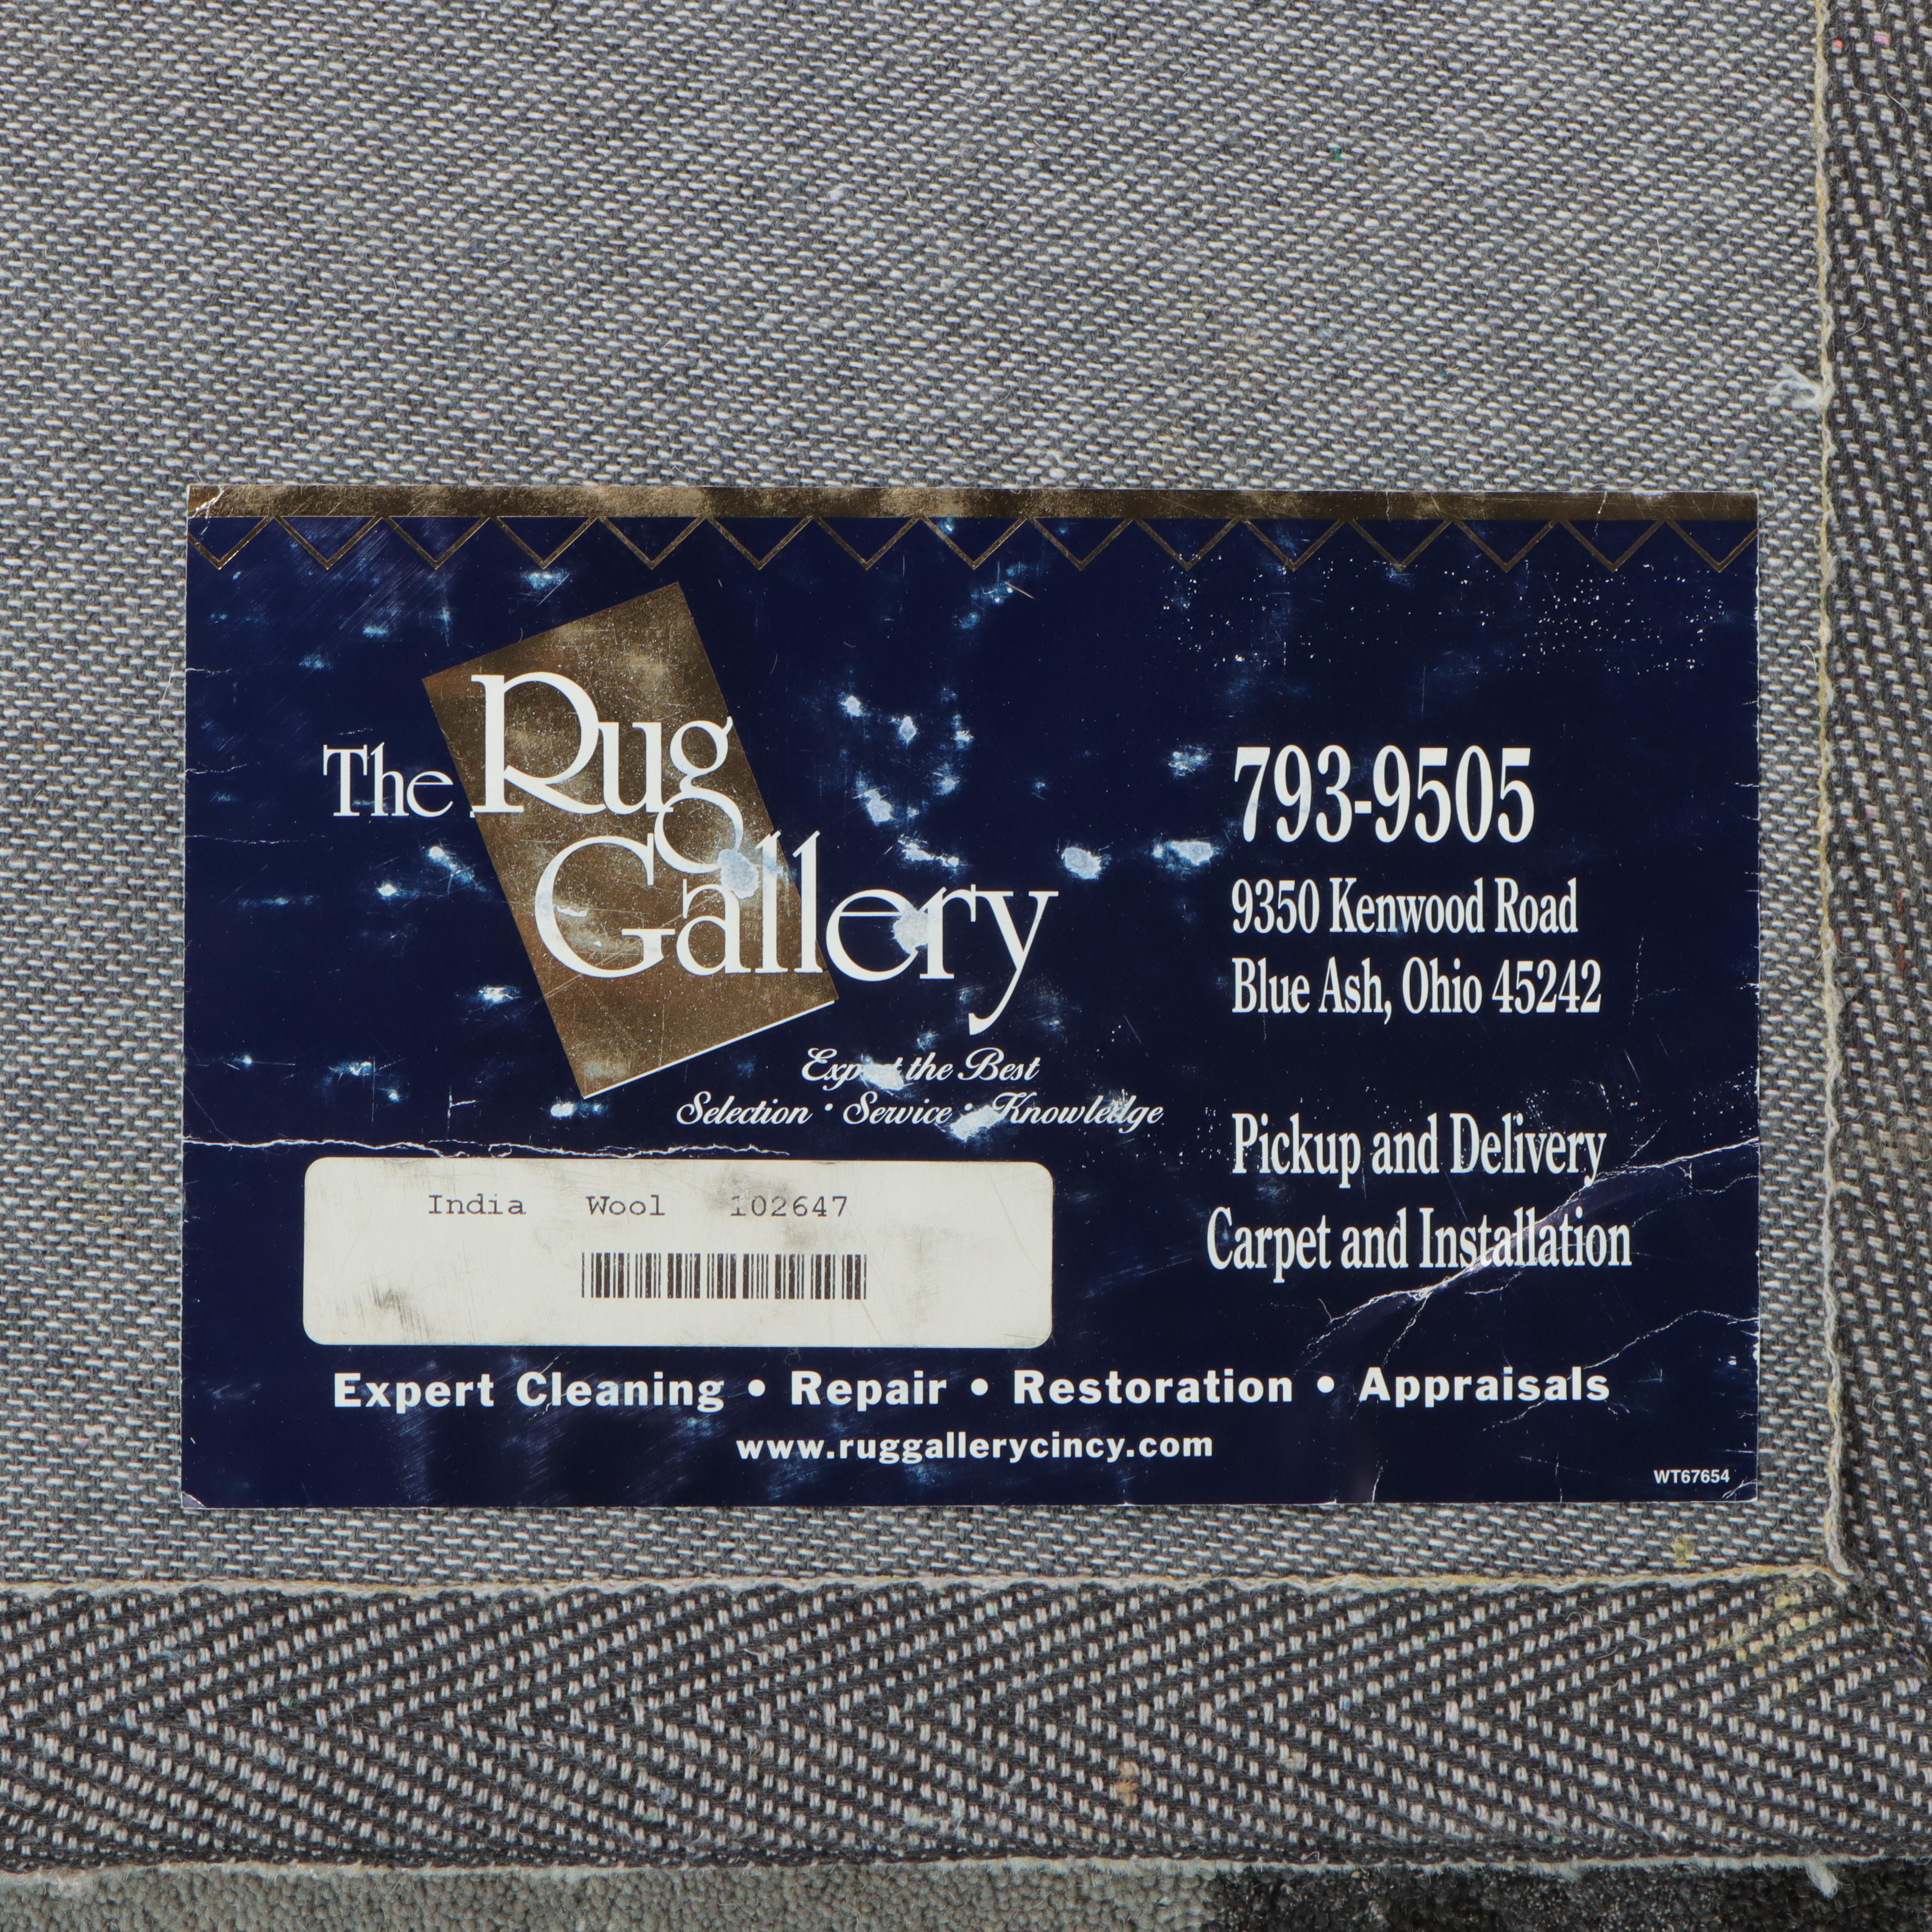 The Rug
Gallery
Expect the Best
Selection · Service · Knowledge
793-9505
9350 Kenwood Road
Blue Ash, Ohio 45242
Pickup and Delivery
Carpet and Installation
India Wool 102647
Expert Cleaning • Repair • Restoration • Appraisals
www.ruggallerycincy.com
WT67654